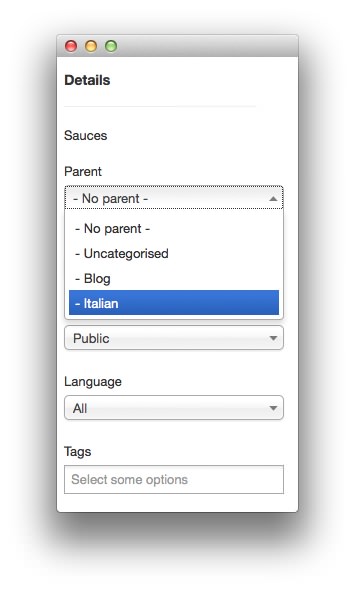 Details
Sauces
Parent
- No parent -
- No parent -
- Uncategorised
- Blog
- Italian
Public
Language
All
Tags
Select some options